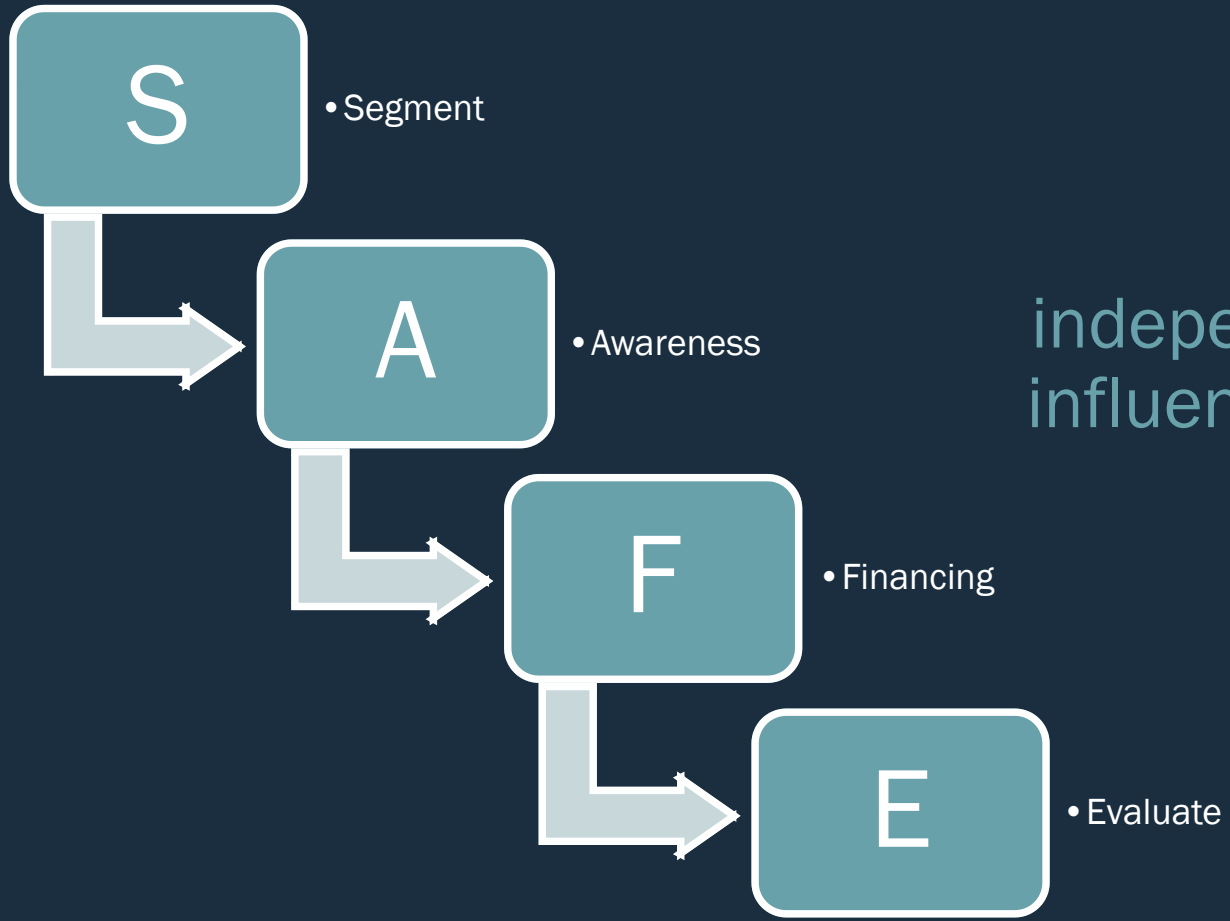 S
• Segment
A
• Awareness
F
• Financing
E
• Evaluate